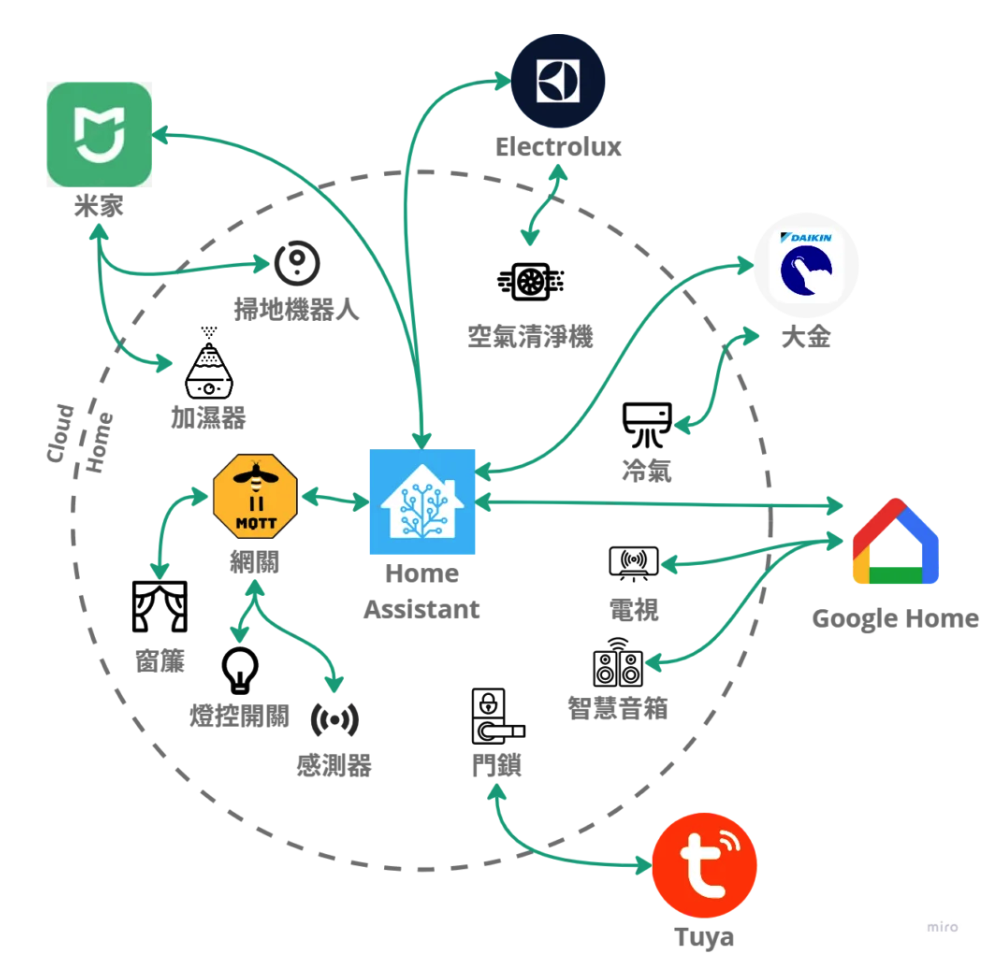 Electrolux
米家
DAIKIN
大金
掃地機器人
空氣清淨機
加濕器
冷氣
Cloud
Home
MQTT
網關
Home
Assistant
電視
Google Home
窗簾
智慧音箱
燈控開關
感測器
門鎖
Tuya
miro